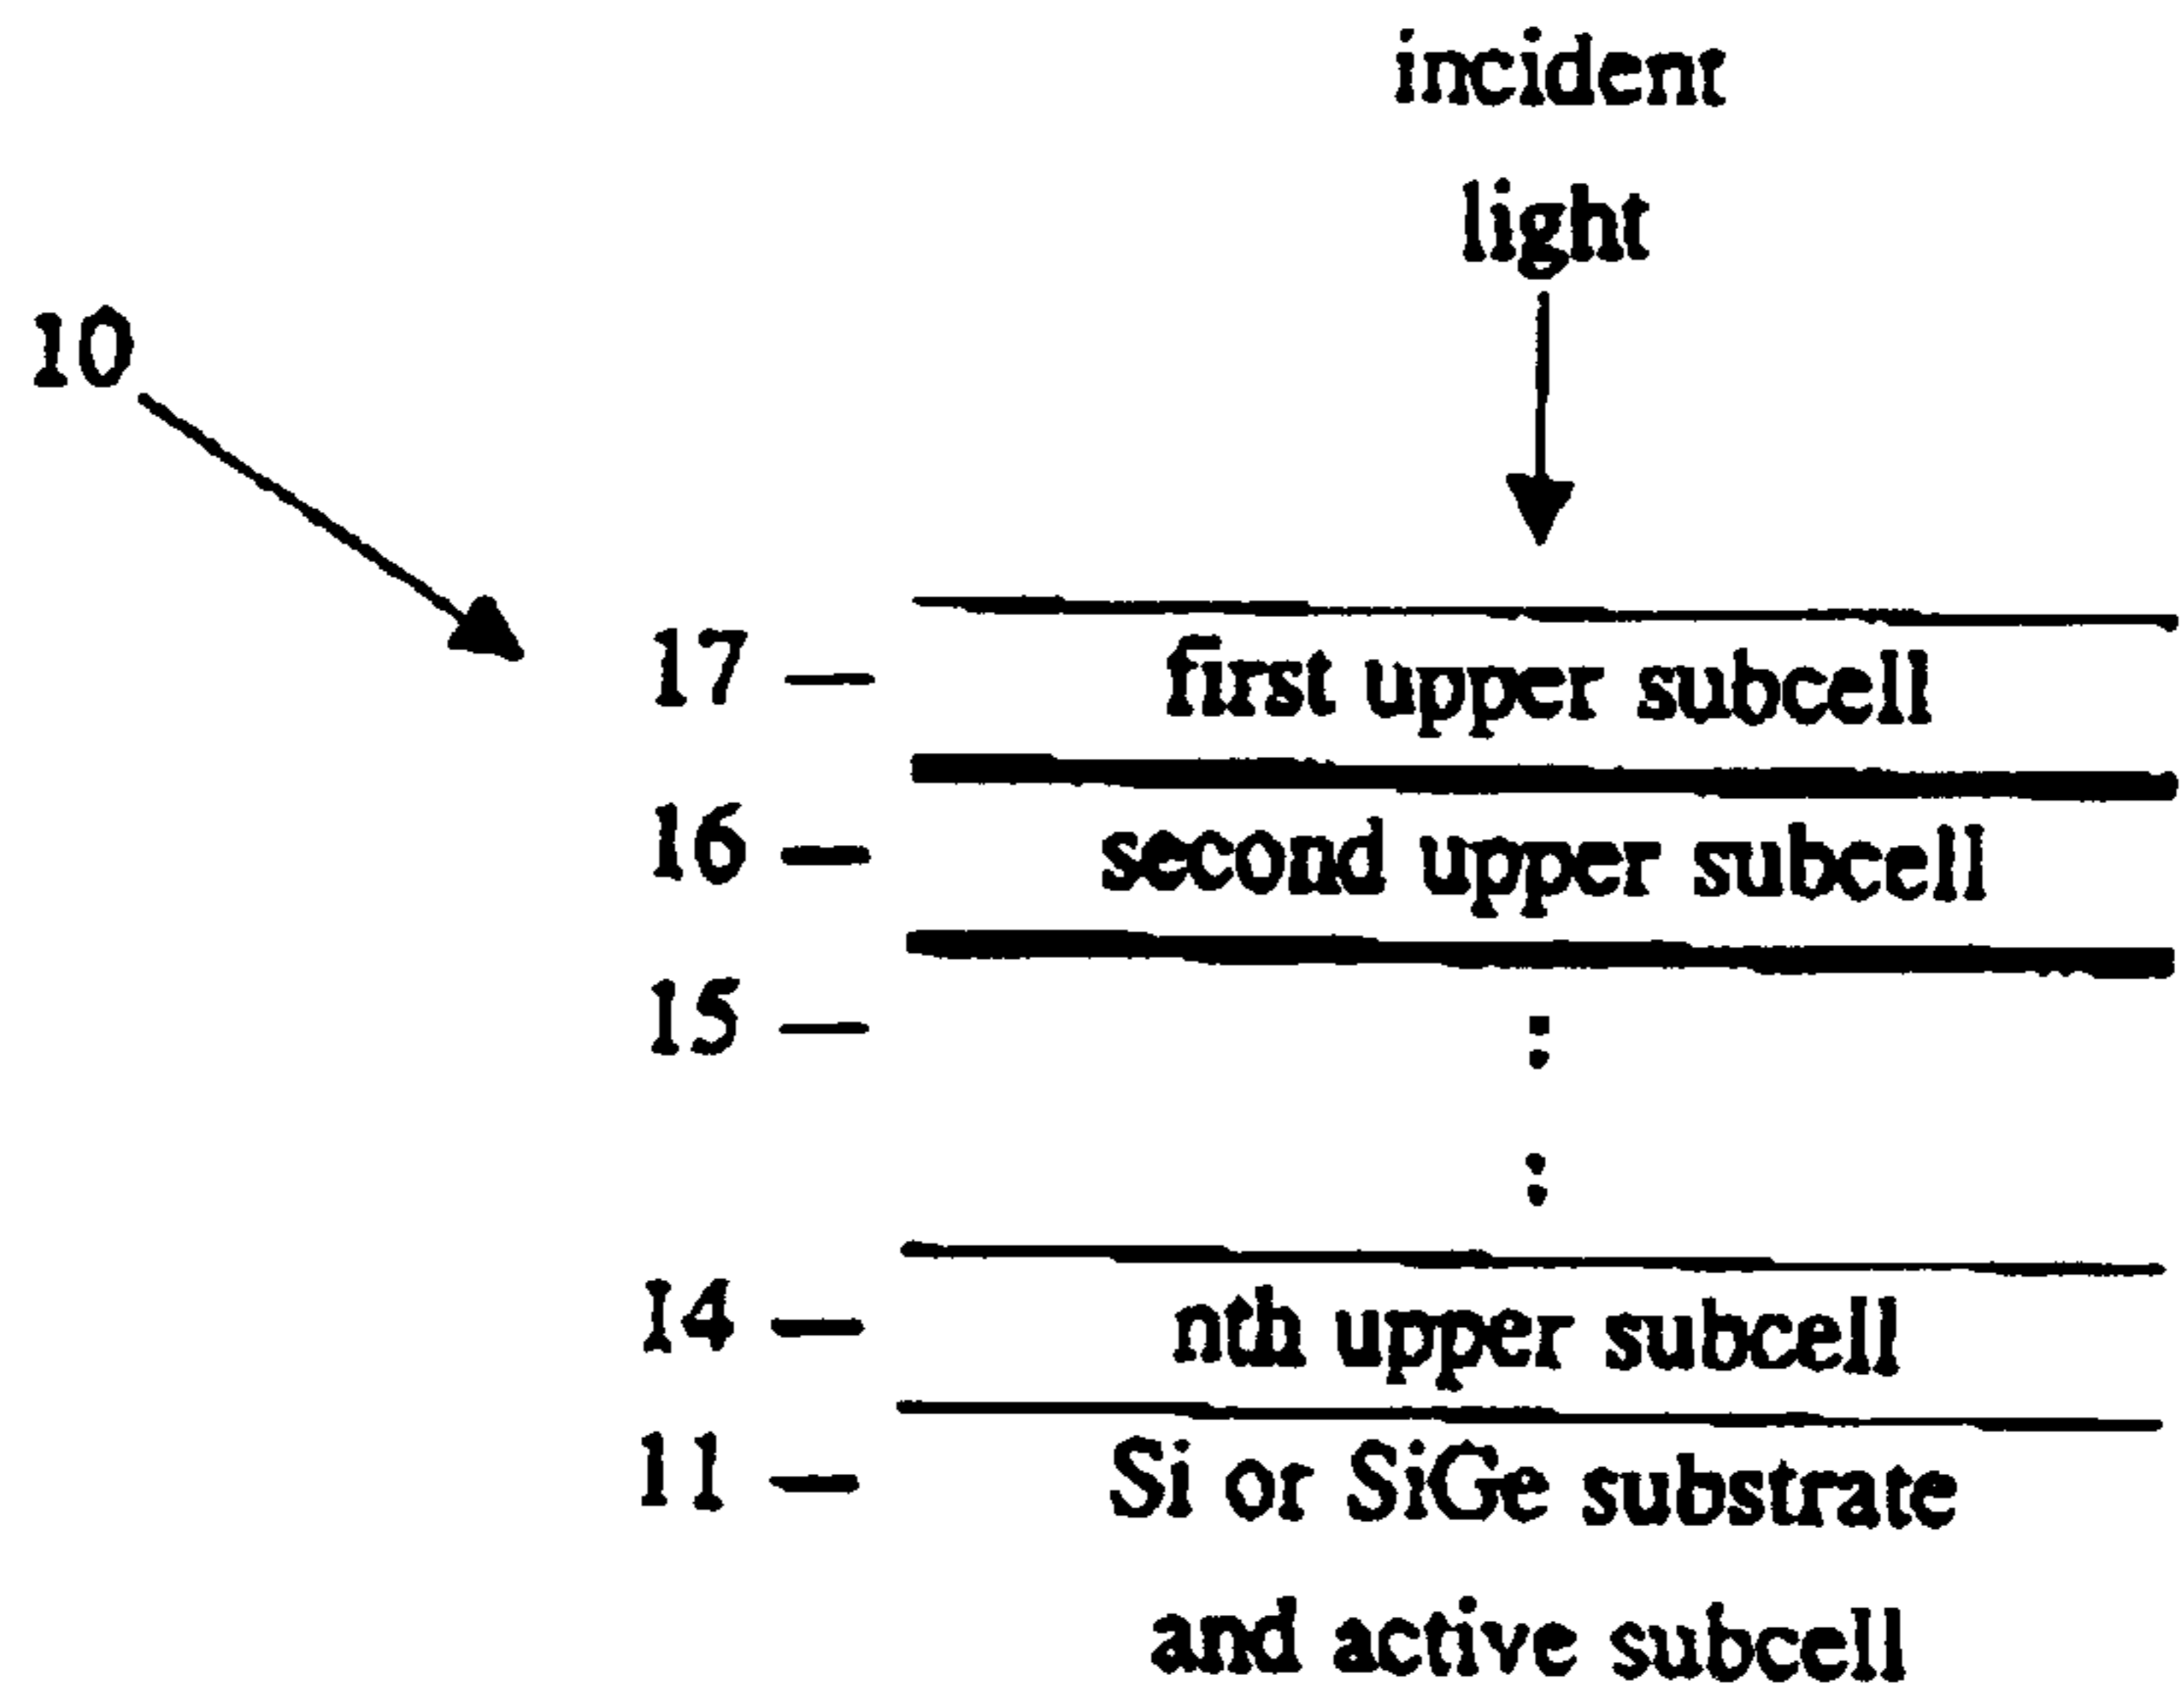 incident
light
10
17 — first upper subcell
16 — second upper subcell
15 — :
:
14 — nth upper subcell
11 — Si or SiGe substrate
and active subcell